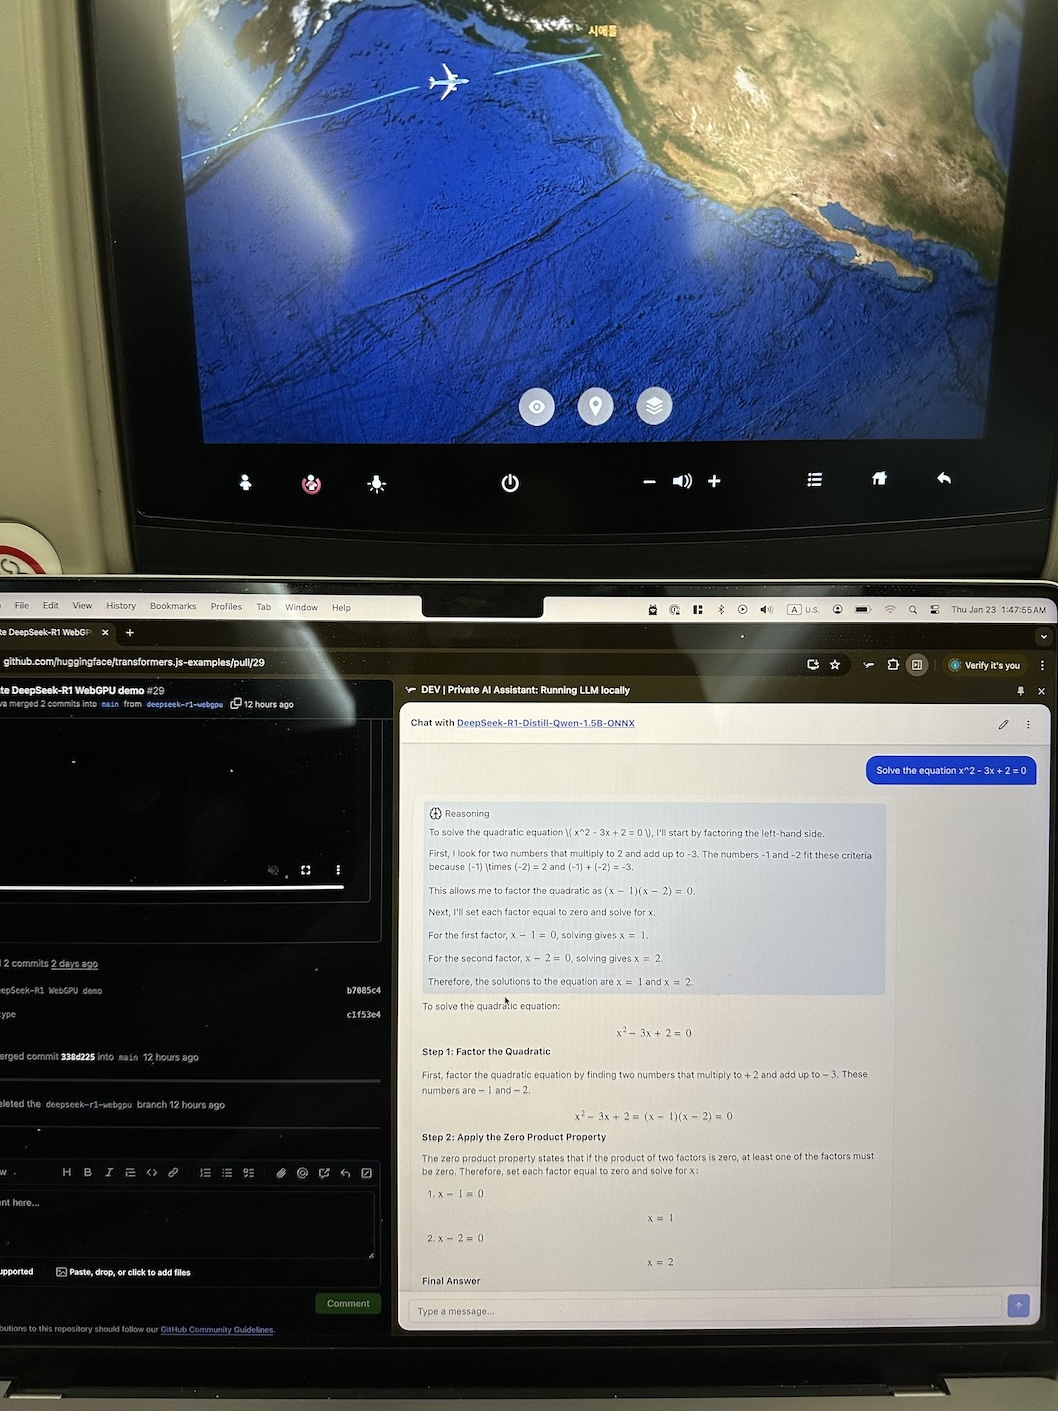 시애틀
File Edit View History Bookmarks Profiles Tab Window Help
A U.S. Thu Jan 23 1:47:55 AM
te DeepSeek-R1 WebGP
github.com/huggingface/transformers.js-examples/pull/29
Verify it's you
te DeepSeek-R1 WebGPU demo #29
va merged 2 commits into main from deepseek-r1-webgpu 12 hours ago
2 commits 2 days ago
epSeek-R1 WebGPU demo b7085c4
ype c1f53e4
erged commit 338d225 into main 12 hours ago
eleted the deepseek-r1-webgpu branch 12 hours ago
w
H B I
nt here...
upported Paste, drop, or click to add files
Comment
butions to this repository should follow our GitHub Community Guidelines.
DEV | Private AI Assistant: Running LLM locally
Chat with DeepSeek-R1-Distill-Qwen-1.5B-ONNX
Solve the equation x^2 - 3x + 2 = 0
Reasoning
To solve the quadratic equation \( x^2 - 3x + 2 = 0 \), I'll start by factoring the left-hand side.
First, I look for two numbers that multiply to 2 and add up to -3. The numbers -1 and -2 fit these criteria
because (-1) \times (-2) = 2 and (-1) + (-2) = -3.
This allows me to factor the quadratic as (x − 1)(x − 2) = 0.
Next, I'll set each factor equal to zero and solve for x.
For the first factor, x − 1 = 0, solving gives x = 1.
For the second factor, x − 2 = 0, solving gives x = 2.
Therefore, the solutions to the equation are x = 1 and x = 2.
To solve the quadratic equation:
x² − 3x + 2 = 0
Step 1: Factor the Quadratic
First, factor the quadratic equation by finding two numbers that multiply to + 2 and add up to − 3. These
numbers are − 1 and − 2.
x² − 3x + 2 = (x − 1)(x − 2) = 0
Step 2: Apply the Zero Product Property
The zero product property states that if the product of two factors is zero, at least one of the factors must
be zero. Therefore, set each factor equal to zero and solve for x:
1. x − 1 = 0
x = 1
2. x − 2 = 0
x = 2
Final Answer
Type a message...